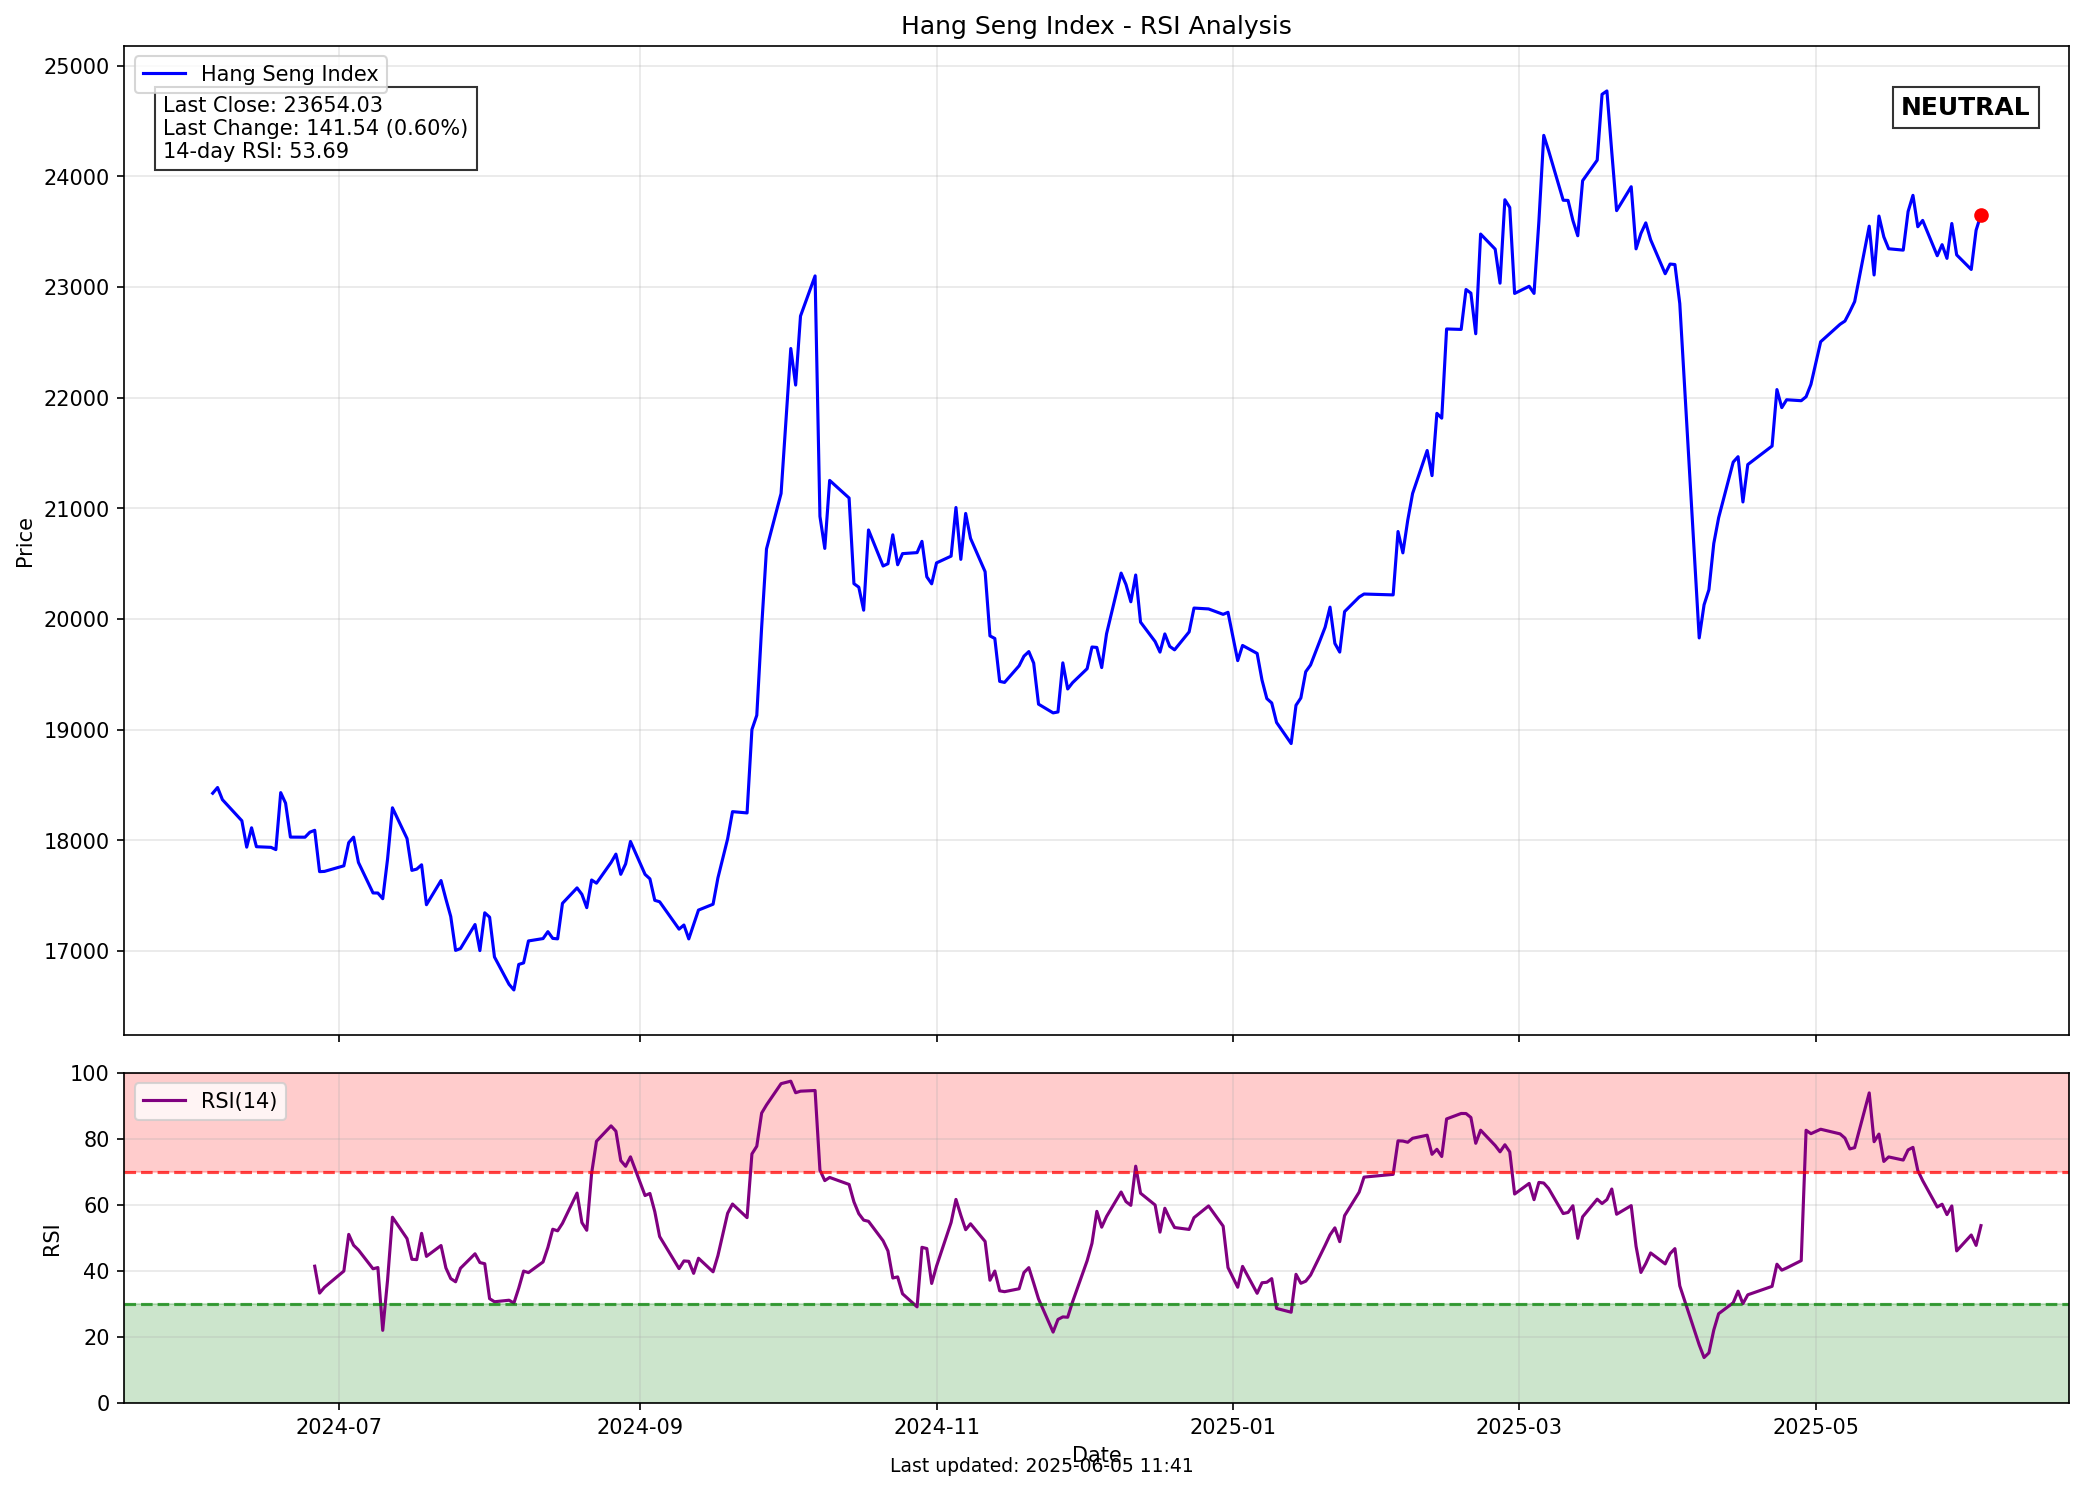 Hang Seng Index - RSI Analysis
Hang Seng Index
Last Close: 23654.03
Last Change: 141.54 (0.60%)
14-day RSI: 53.69
NEUTRAL
Price
25000
24000
23000
22000
21000
20000
19000
18000
17000
RSI(14)
RSI
100
80
60
40
20
0
2024-07
2024-09
2024-11
2025-01
2025-03
2025-05
Date
Last updated: 2025-06-05 11:41